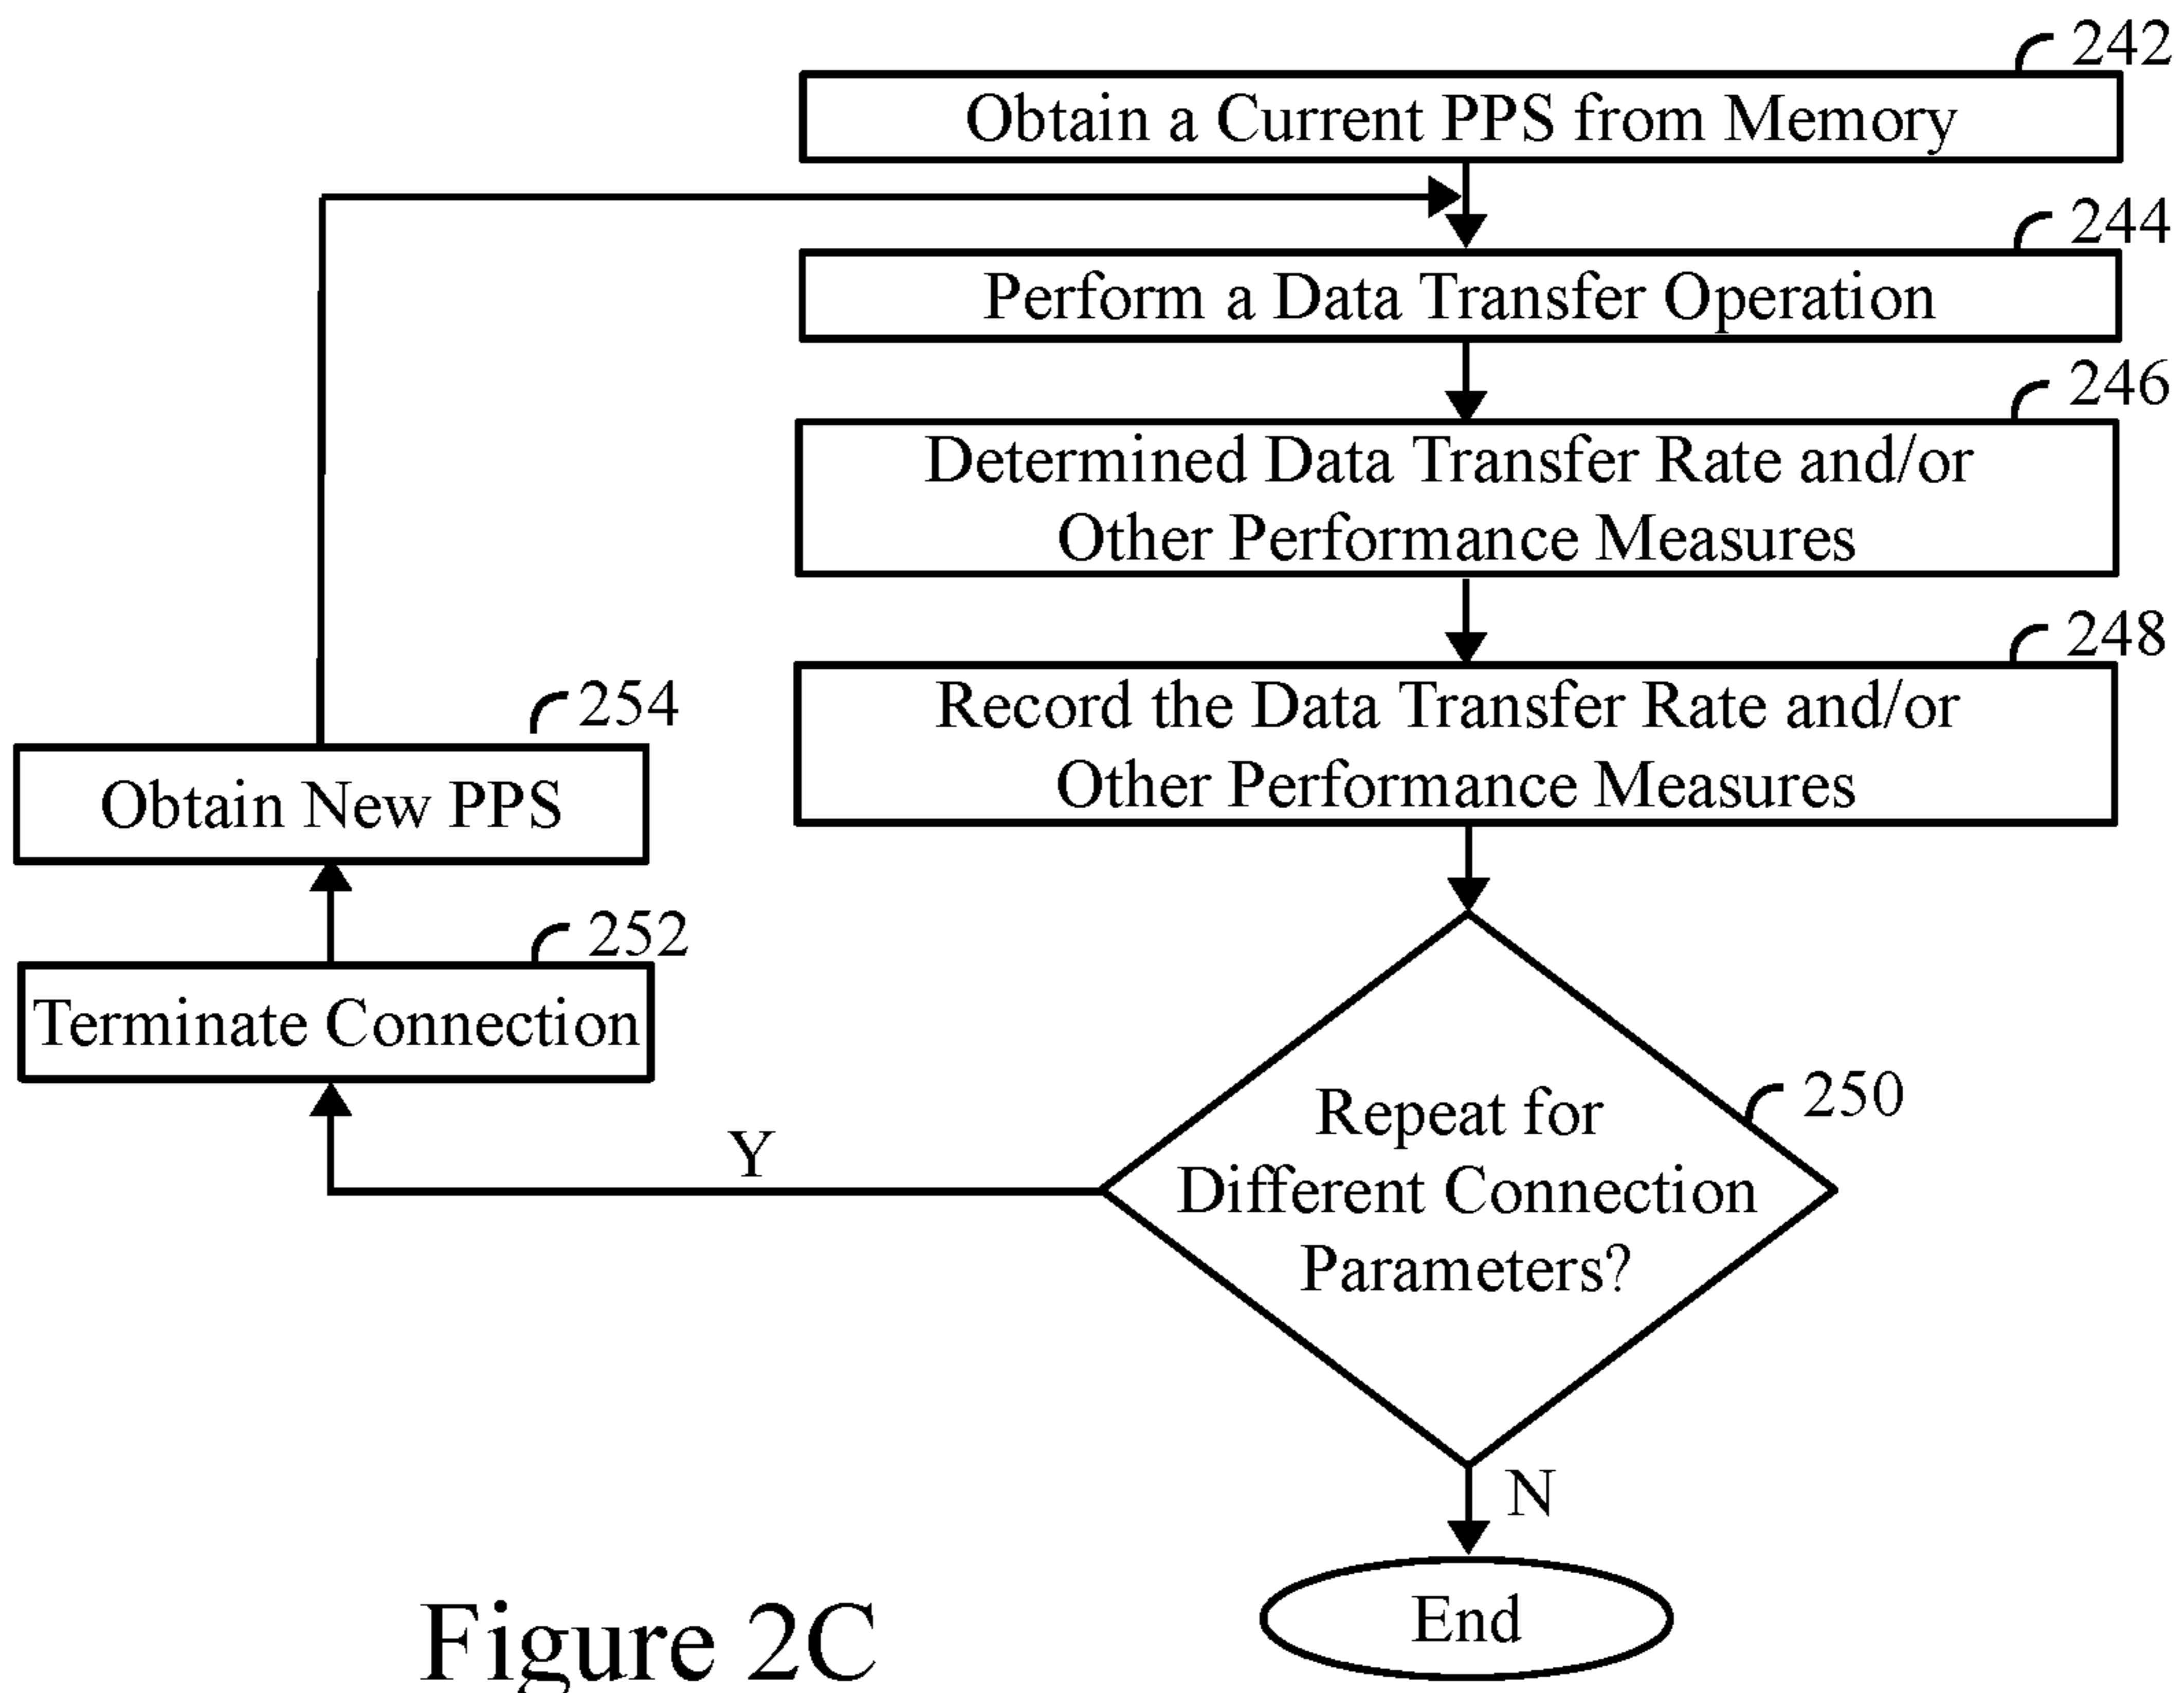 242
Obtain a Current PPS from Memory
244
Perform a Data Transfer Operation
246
Determined Data Transfer Rate and/or
Other Performance Measures
248
Record the Data Transfer Rate and/or
Other Performance Measures
254
Obtain New PPS
252
Terminate Connection
250
Repeat for
Different Connection
Parameters?
Y
N
End
Figure 2C